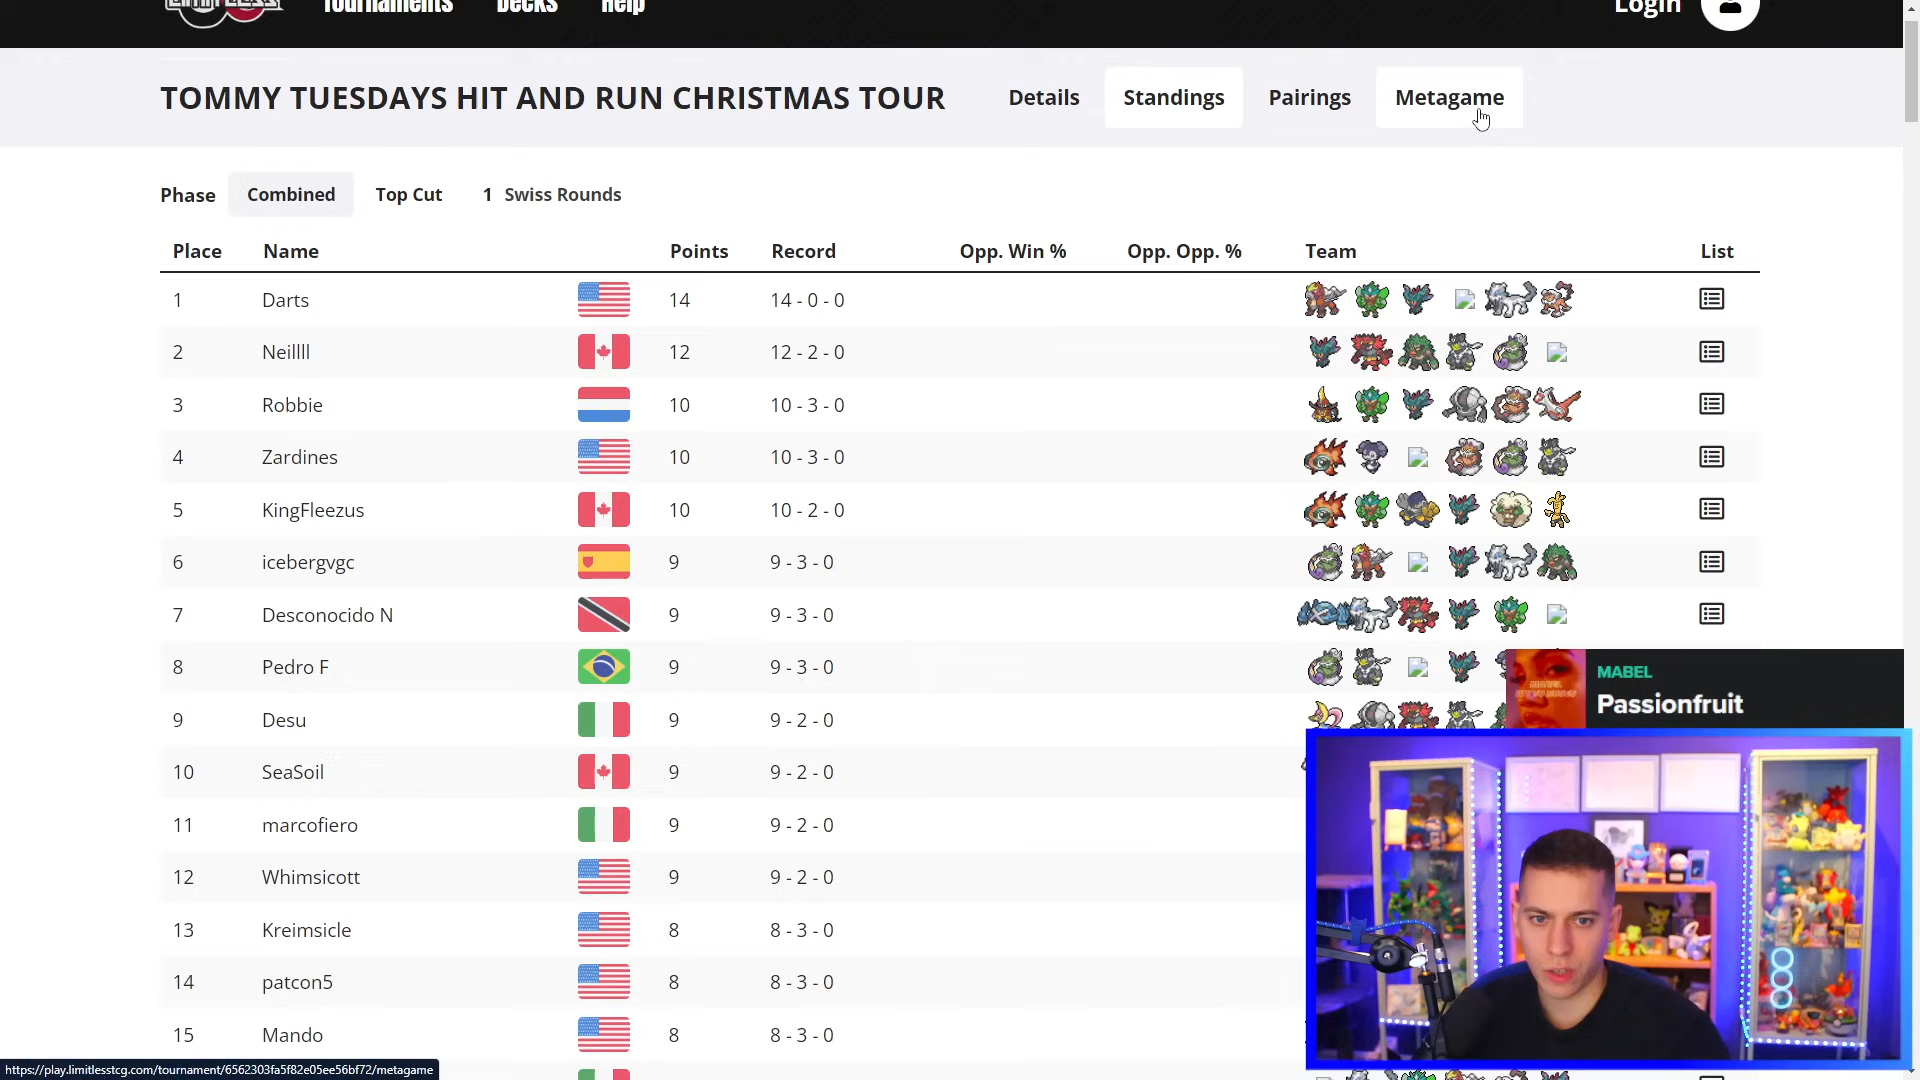 LIMITLESS Tournaments Decks Help Login
TOMMY TUESDAYS HIT AND RUN CHRISTMAS TOUR Details Standings Pairings Metagame
Phase Combined Top Cut 1 Swiss Rounds
Place Name Points Record Opp. Win % Opp. Opp. % Team List
1 Darts 14 14 - 0 - 0
2 Neillll 12 12 - 2 - 0
3 Robbie 10 10 - 3 - 0
4 Zardines 10 10 - 3 - 0
5 KingFleezus 10 10 - 2 - 0
6 icebergvgc 9 9 - 3 - 0
7 Desconocido N 9 9 - 3 - 0
8 Pedro F 9 9 - 3 - 0
MABEL
Passionfruit
9 Desu 9 9 - 2 - 0
10 SeaSoil 9 9 - 2 - 0
11 marcofiero 9 9 - 2 - 0
12 Whimsicott 9 9 - 2 - 0
13 Kreimsicle 8 8 - 3 - 0
14 patcon5 8 8 - 3 - 0
15 Mando 8 8 - 3 - 0
https://play.limitlesstcg.com/tournament/6562303fa5f82e05ee56bf72/metagame